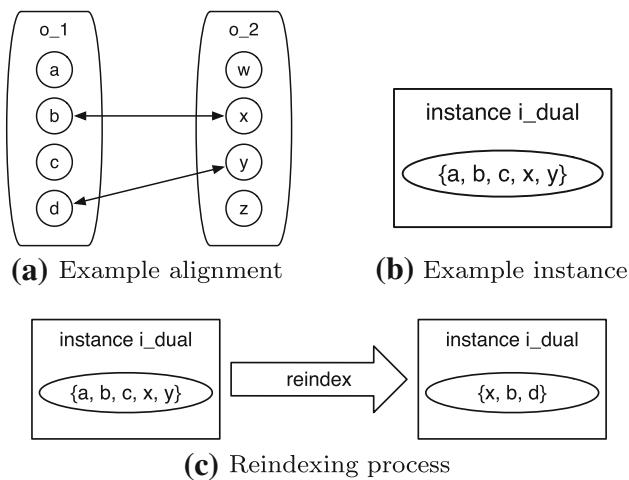 o_1 o_2
a w
b x
c y
d z
instance i_dual
{a, b, c, x, y}
(a) Example alignment
(b) Example instance
instance i_dual
{a, b, c, x, y}
reindex
instance i_dual
{x, b, d}
(c) Reindexing process